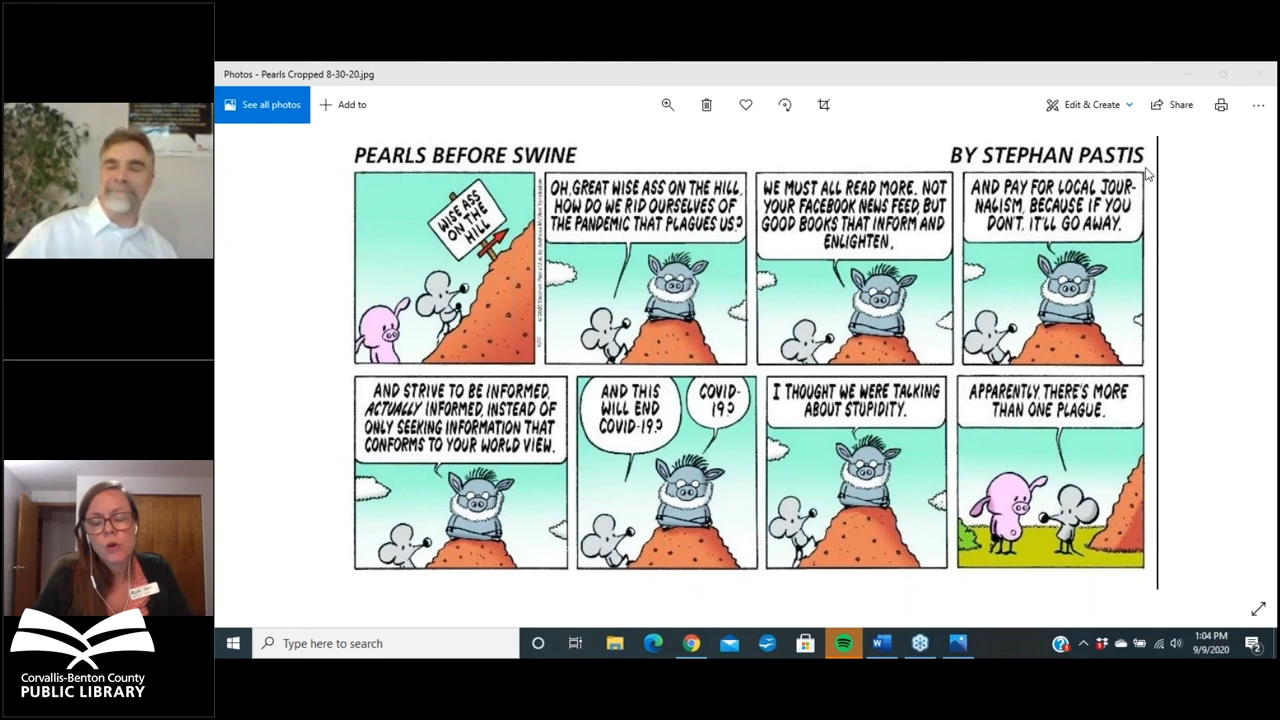 Photos - Pearls Cropped 8-30-20.jpg
See all photos
Add to
Edit & Create
Share
PEARLS BEFORE SWINE
BY STEPHAN PASTIS
WISE ASS
ON THE
HILL
OH, GREAT WISE ASS ON THE HILL,
HOW DO WE RID OURSELVES OF
THE PANDEMIC THAT PLAGUES US?
WE MUST ALL READ MORE. NOT
YOUR FACEBOOK NEWS FEED, BUT
GOOD BOOKS THAT INFORM AND
ENLIGHTEN.
AND PAY FOR LOCAL JOUR-
NALISM, BECAUSE IF YOU
DON'T, IT'LL GO AWAY.
AND STRIVE TO BE INFORMED,
ACTUALLY INFORMED, INSTEAD OF
ONLY SEEKING INFORMATION THAT
CONFORMS TO YOUR WORLD VIEW.
AND THIS
WILL END
COVID-19?
COVID-
19?
I THOUGHT WE WERE TALKING
ABOUT STUPIDITY.
APPARENTLY, THERE'S MORE
THAN ONE PLAGUE.
Type here to search
1:04 PM
9/9/2020
2
Corvallis-Benton County
PUBLIC LIBRARY